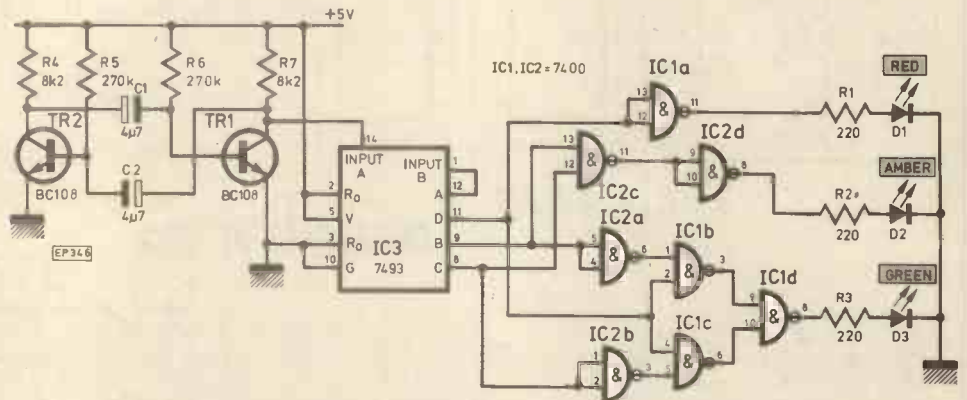 +5V
R4
8k2
R5
270k
R6
270k
R7
8k2
C1
4µ7
TR2
BC108
C2
4µ7
TR1
BC108
EP346
14
INPUT A
INPUT B
1
12
A
2
R0
5
V
3
R0
10
G
D
11
B
9
C
8
IC3
7493
IC1, IC2 = 7400
IC1a
13
12
&
11
IC2c
13
12
&
11
IC2d
9
10
&
8
IC2a
5
4
&
6
IC1b
1
2
&
3
IC2b
1
2
&
3
IC1c
4
5
&
6
IC1d
9
10
&
8
R1
220
RED
D1
R2
220
AMBER
D2
R3
220
GREEN
D3